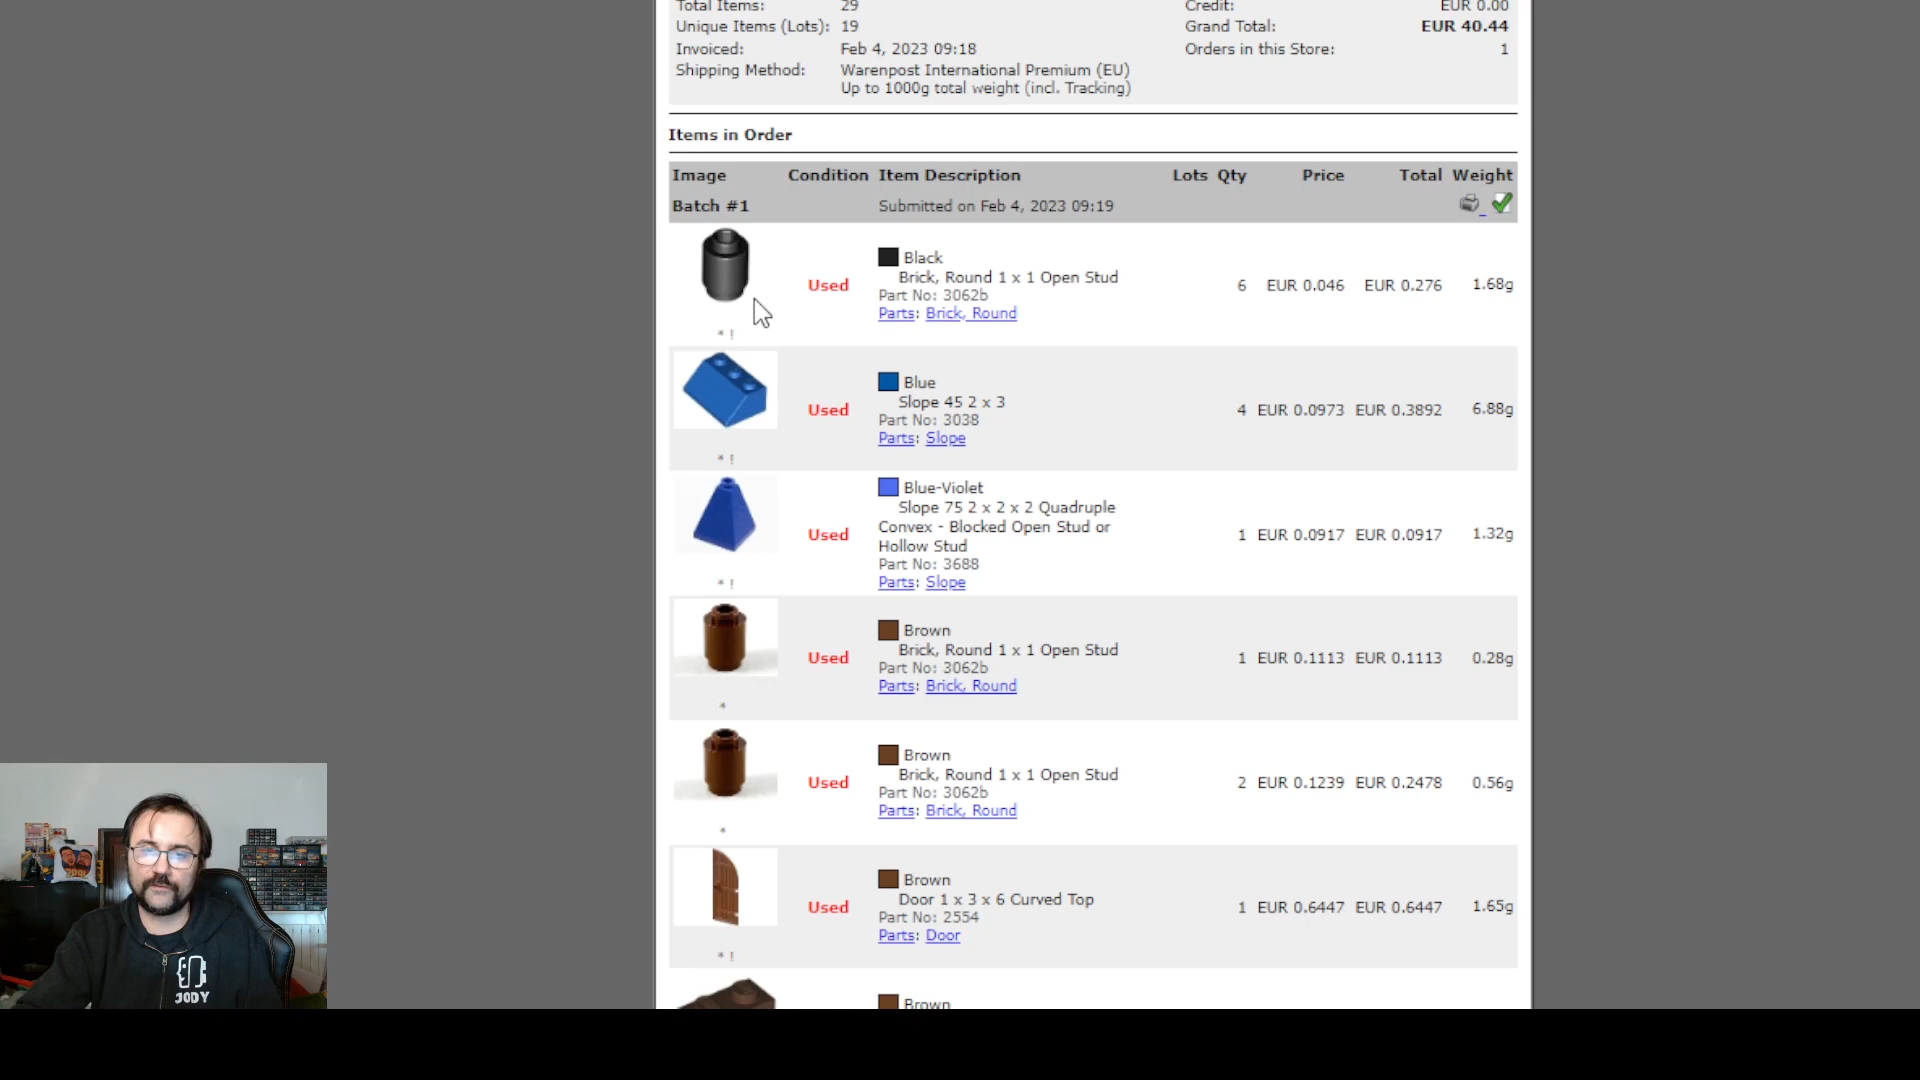 Total Items: 29 Credit: EUR 0.00
Unique Items (Lots): 19 Grand Total: EUR 40.44
Invoiced: Feb 4, 2023 09:18 Orders in this Store: 1
Shipping Method: Warenpost International Premium (EU)
Up to 1000g total weight (incl. Tracking)
Items in Order
Image Condition Item Description Lots Qty Price Total Weight
Batch #1 Submitted on Feb 4, 2023 09:19
Black
Brick, Round 1 x 1 Open Stud
Used 6 EUR 0.046 EUR 0.276 1.68g
Part No: 3062b
Parts: Brick, Round
* !
Blue
Slope 45 2 x 3
Used 4 EUR 0.0973 EUR 0.3892 6.88g
Part No: 3038
Parts: Slope
* !
Blue-Violet
Slope 75 2 x 2 x 2 Quadruple
Convex - Blocked Open Stud or
Used 1 EUR 0.0917 EUR 0.0917 1.32g
Hollow Stud
Part No: 3688
Parts: Slope
* !
Brown
Brick, Round 1 x 1 Open Stud
Used 1 EUR 0.1113 EUR 0.1113 0.28g
Part No: 3062b
Parts: Brick, Round
*
Brown
Brick, Round 1 x 1 Open Stud
Used 2 EUR 0.1239 EUR 0.2478 0.56g
Part No: 3062b
Parts: Brick, Round
*
Brown
Door 1 x 3 x 6 Curved Top
Used 1 EUR 0.6447 EUR 0.6447 1.65g
Part No: 2554
Parts: Door
* !
Brown
JODY